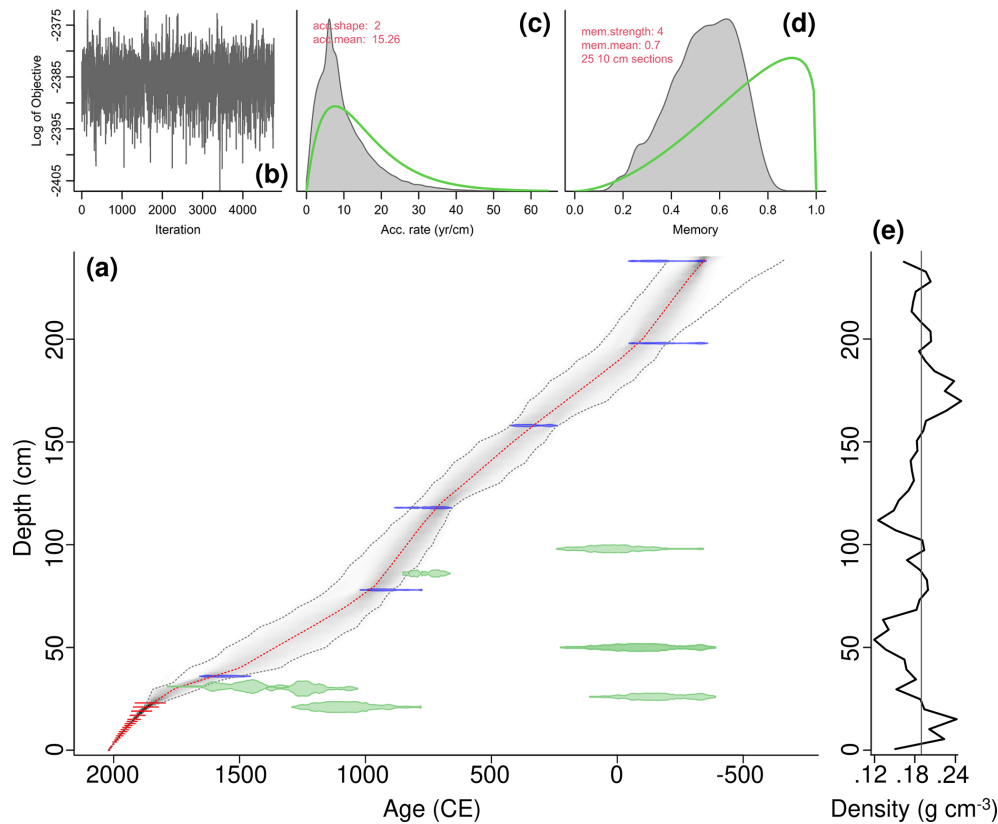 -2375
-2385
-2395
-2405
Log of Objective
0
1000
2000
3000
4000
Iteration
(b)
acc.shape: 2
acc.mean: 15.26
(c)
0
10
20
30
40
50
60
Acc. rate (yr/cm)
mem.strength: 4
mem.mean: 0.7
25 10 cm sections
(d)
0.0
0.2
0.4
0.6
0.8
1.0
Memory
(a)
200
150
100
50
0
Depth (cm)
2000
1500
1000
500
0
-500
Age (CE)
(e)
200
150
100
50
0
.12
.18
.24
Density (g cm-3)